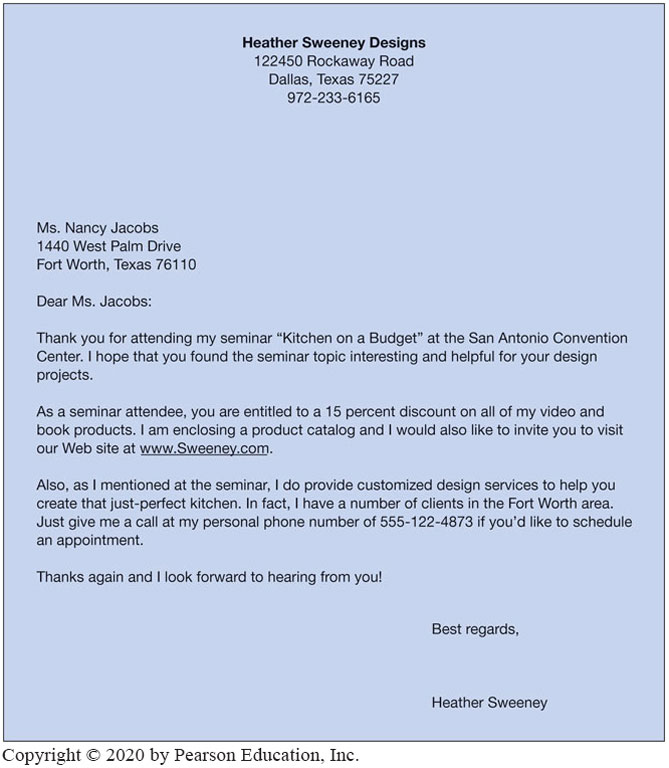 Heather Sweeney Designs
122450 Rockaway Road
Dallas, Texas 75227
972-233-6165
Ms. Nancy Jacobs
1440 West Palm Drive
Fort Worth, Texas 76110
Dear Ms. Jacobs:
Thank you for attending my seminar “Kitchen on a Budget” at the San Antonio Convention
Center. I hope that you found the seminar topic interesting and helpful for your design
projects.
As a seminar attendee, you are entitled to a 15 percent discount on all of my video and
book products. I am enclosing a product catalog and I would also like to invite you to visit
our Web site at www.Sweeney.com.
Also, as I mentioned at the seminar, I do provide customized design services to help you
create that just-perfect kitchen. In fact, I have a number of clients in the Fort Worth area.
Just give me a call at my personal phone number of 555-122-4873 if you’d like to schedule
an appointment.
Thanks again and I look forward to hearing from you!
Best regards,
Heather Sweeney
Copyright © 2020 by Pearson Education, Inc.